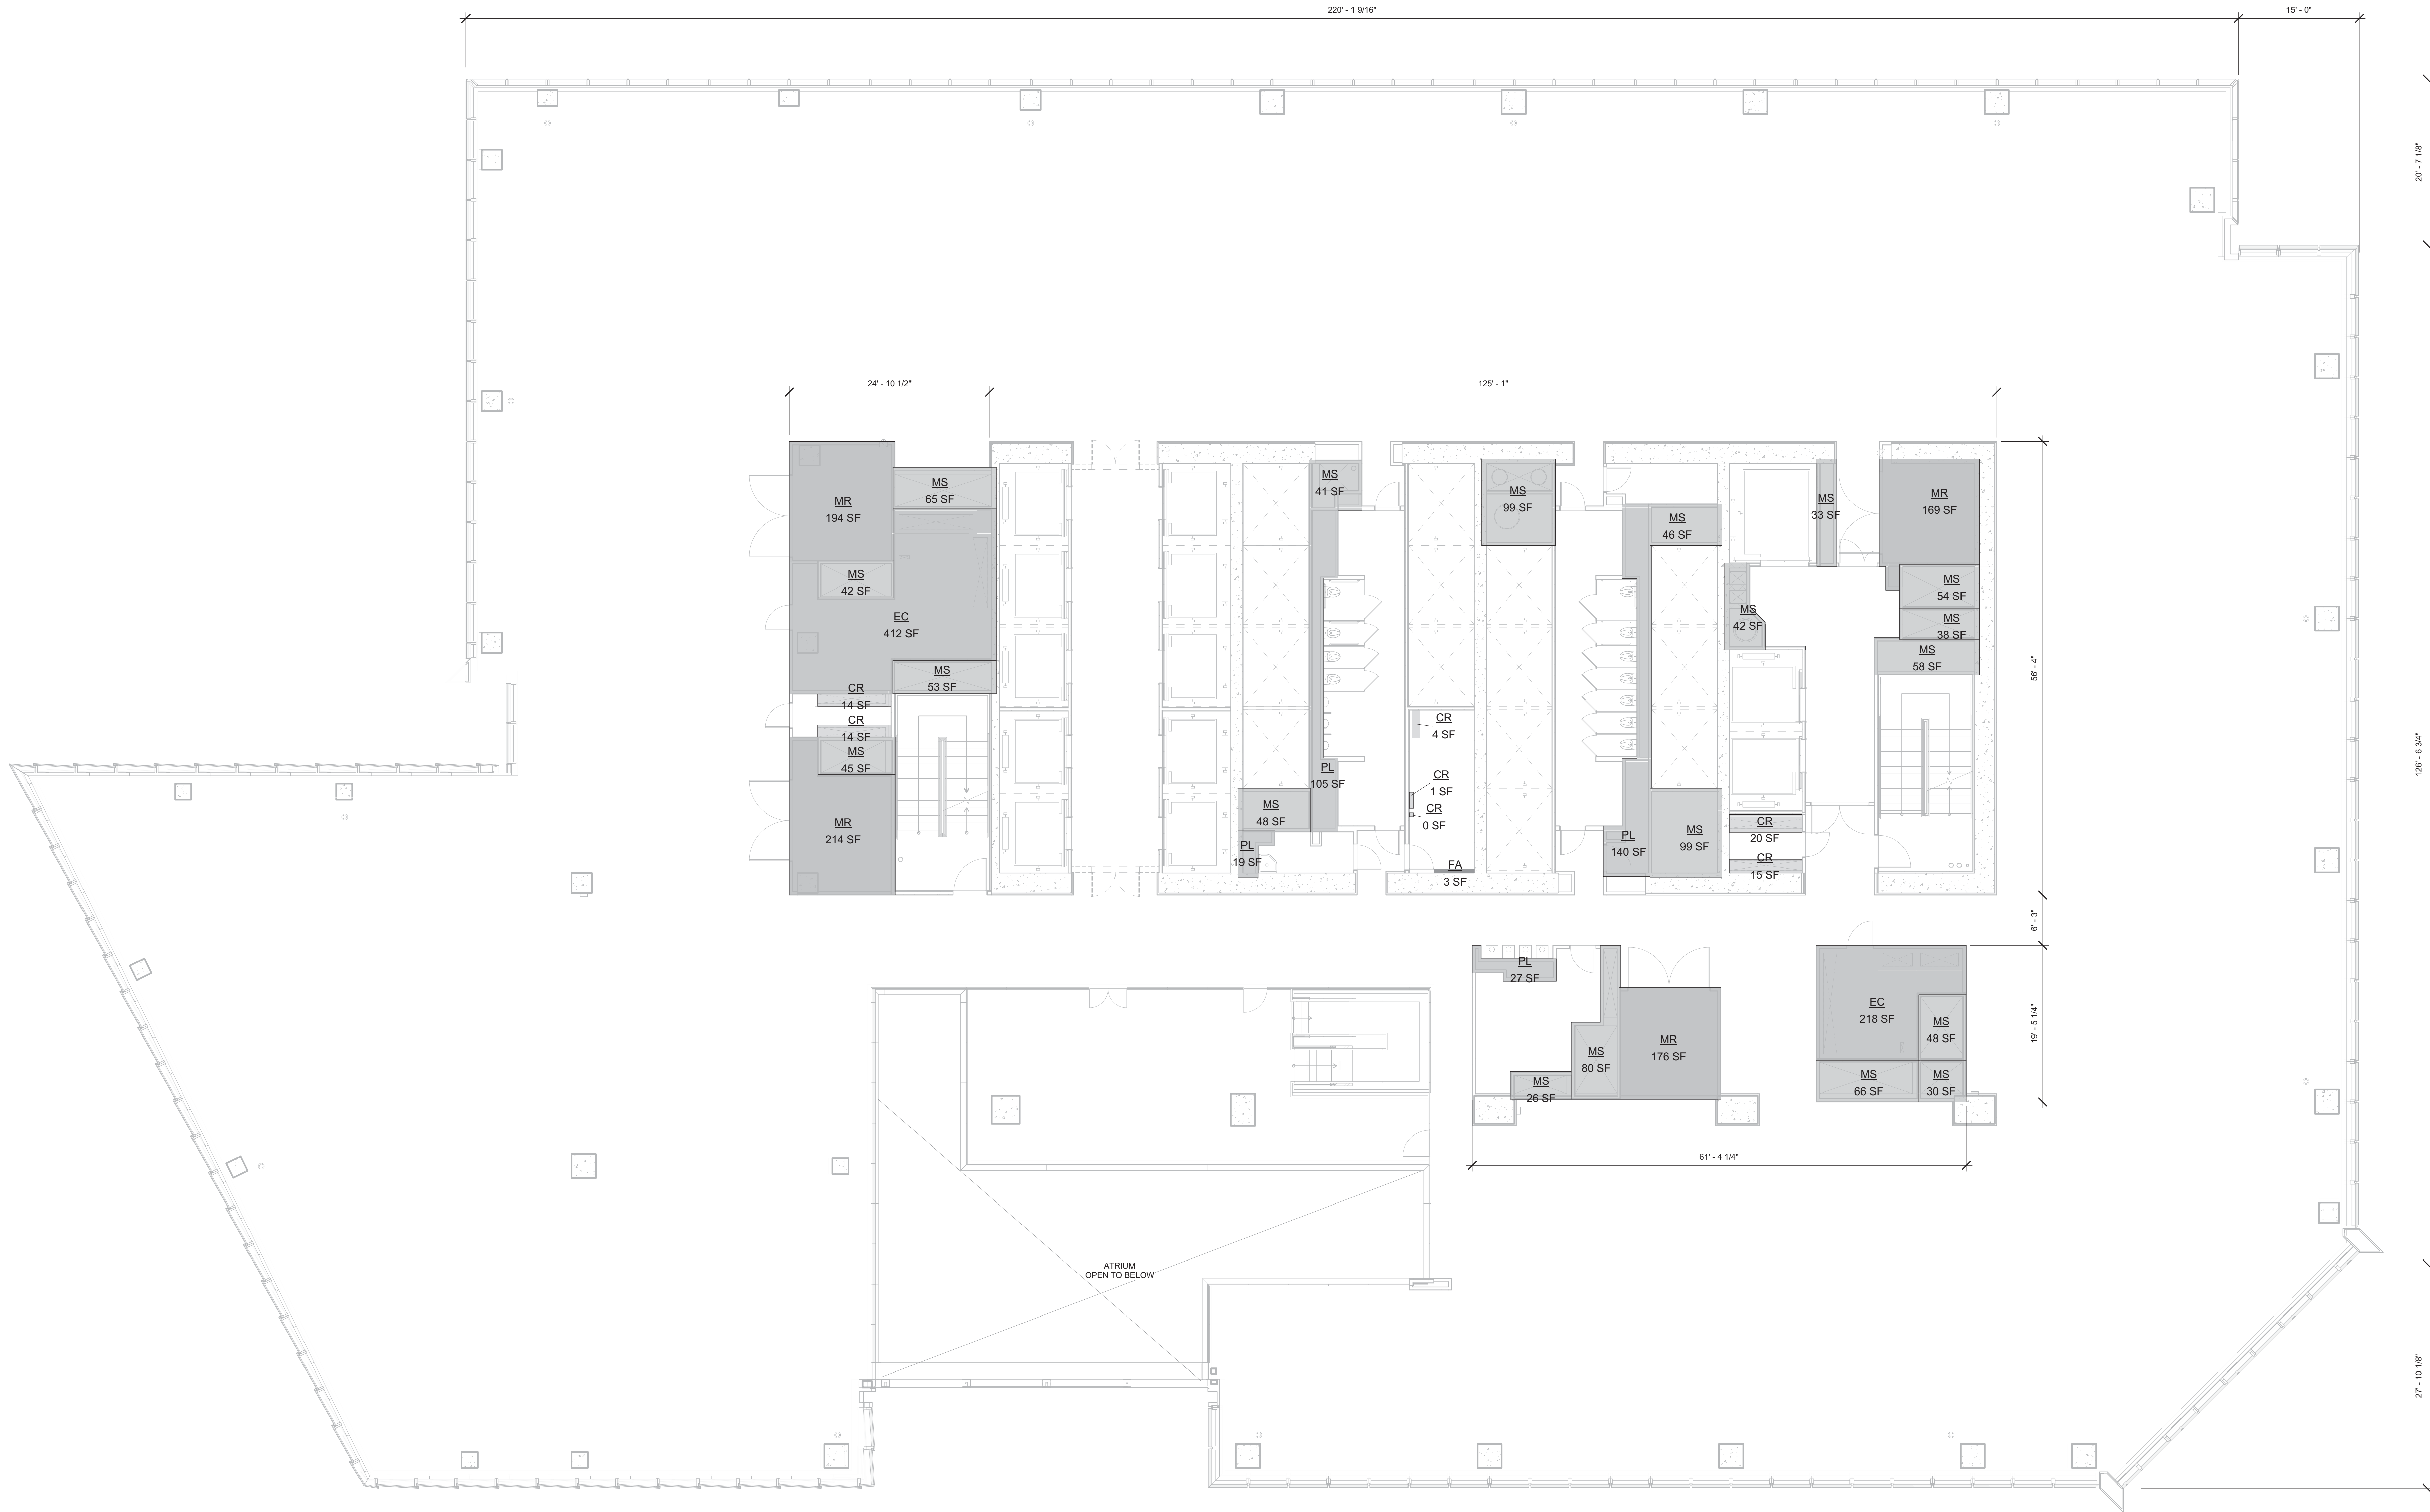 220' - 1 9/16"
15' - 0"
20' - 7 1/8"
24' - 10 1/2"
125' - 1"
MR
194 SF
MS
65 SF
MS
42 SF
EC
412 SF
MS
53 SF
CR
14 SF
CR
14 SF
MS
45 SF
MR
214 SF
MS
41 SF
MS
99 SF
MS
46 SF
MS
33 SF
MR
169 SF
MS
54 SF
MS
38 SF
MS
42 SF
MS
58 SF
56' - 4"
CR
4 SF
PL
105 SF
CR
1 SF
CR
0 SF
MS
48 SF
PL
19 SF
FA
3 SF
PL
140 SF
MS
99 SF
CR
20 SF
CR
15 SF
126' - 6 3/4"
6' - 3"
PL
27 SF
MS
80 SF
MR
176 SF
MS
26 SF
EC
218 SF
MS
48 SF
MS
66 SF
MS
30 SF
19' - 5 1/4"
61' - 4 1/4"
ATRIUM
OPEN TO BELOW
27' - 10 1/8"